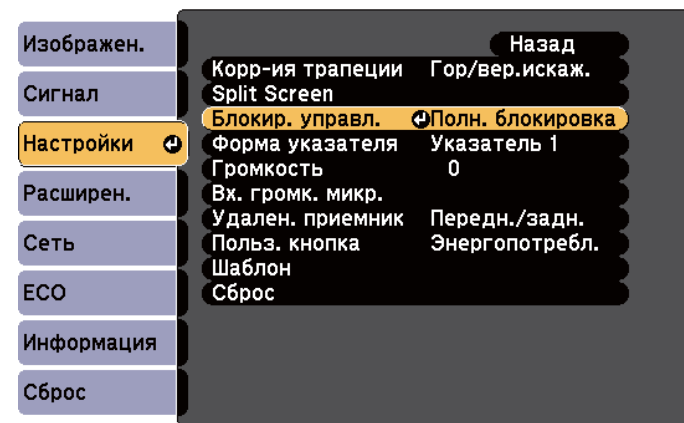 Изображен.
Сигнал
Настройки
Расширен.
Сеть
ECO
Информация
Сброс
Назад
Корр-ия трапеции Гор/вер.искаж.
Split Screen
Блокир. управл. Полн. блокировка
Форма указателя Указатель 1
Громкость 0
Вх. громк. микр.
Удален. приемник Передн./задн.
Польз. кнопка Энергопотребл.
Шаблон
Сброс